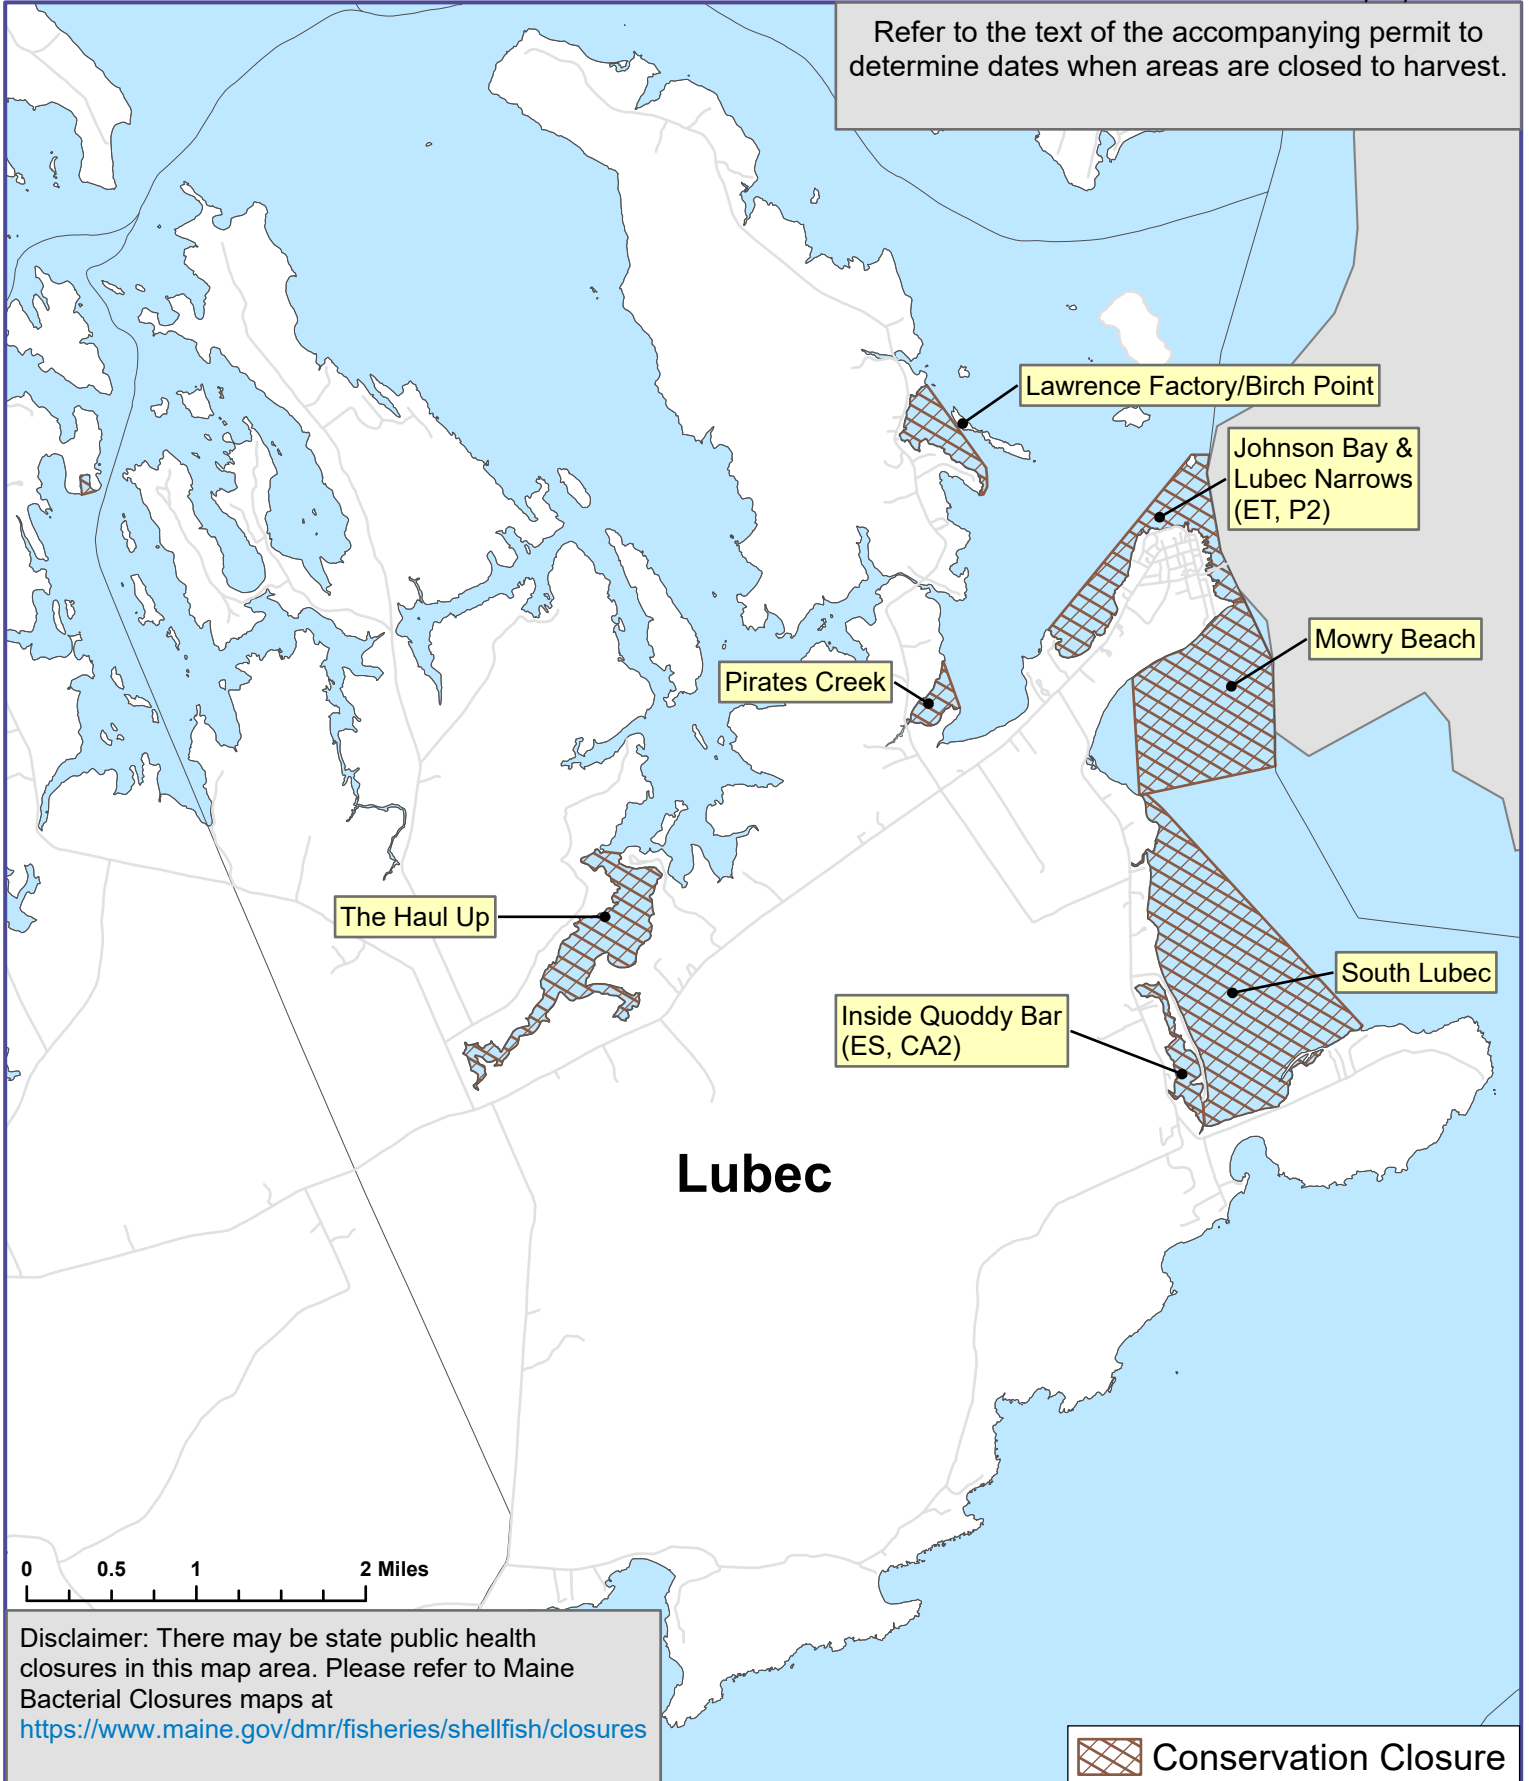 Refer to the text of the accompanying permit to
determine dates when areas are closed to harvest.
Lawrence Factory/Birch Point
Johnson Bay &
Lubec Narrows
(ET, P2)
Mowry Beach
Pirates Creek
The Haul Up
South Lubec
Inside Quoddy Bar
(ES, CA2)
Lubec
0 0.5 1 2 Miles
Disclaimer: There may be state public health
closures in this map area. Please refer to Maine
Bacterial Closures maps at
https://www.maine.gov/dmr/fisheries/shellfish/closures
Conservation Closure